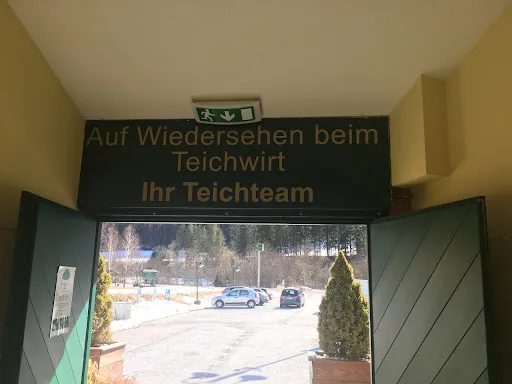 Auf Wiedersehen beim
Teichwirt
Ihr Teichteam